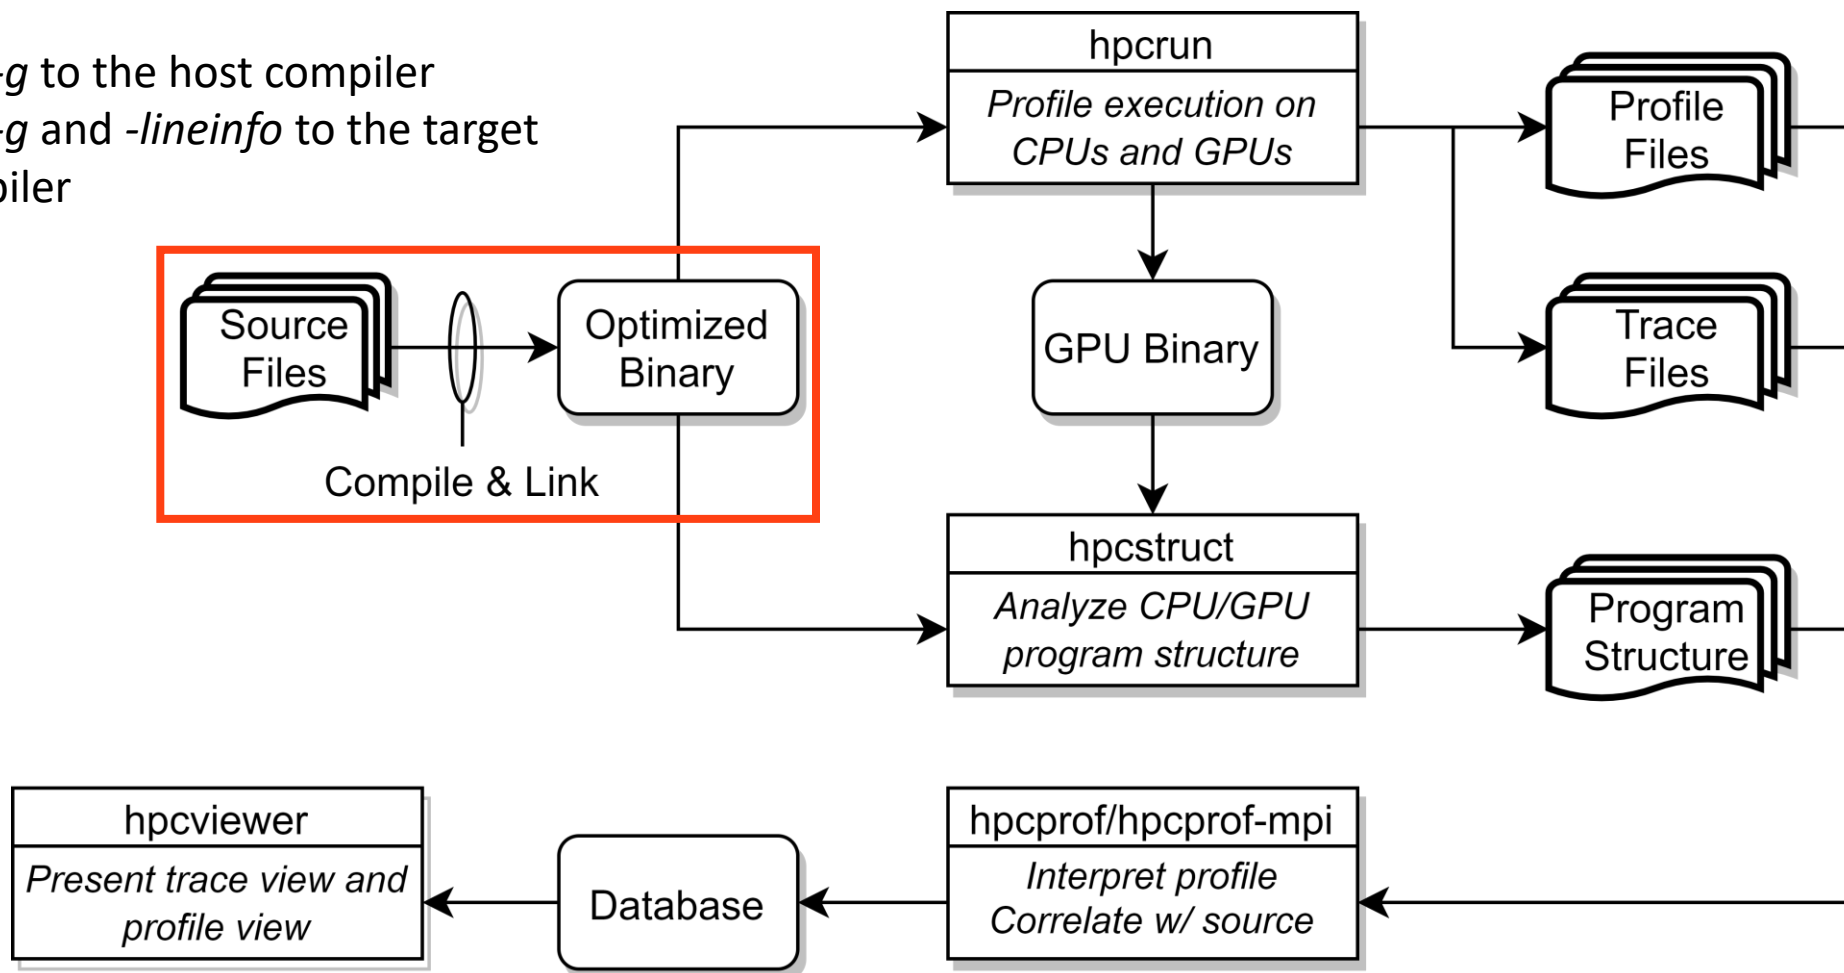 -g to the host compiler
-g and -lineinfo to the target
piler
hpcrun
Profile execution on
CPUs and GPUs
Profile
Files
Source
Files
Optimized
Binary
GPU Binary
Trace
Files
Compile & Link
hpcstruct
Analyze CPU/GPU
program structure
Program
Structure
hpcviewer
Present trace view and
profile view
Database
hpcprof/hpcprof-mpi
Interpret profile
Correlate w/ source